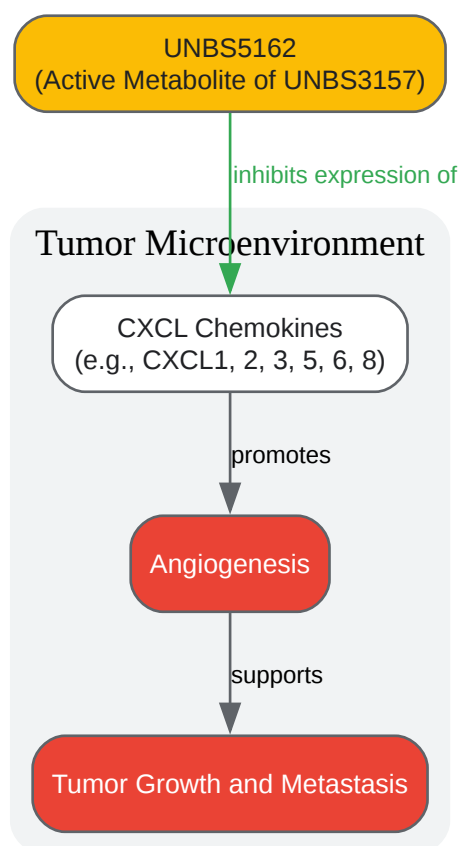 UNBS5162
(Active Metabolite of UNBS3157)
inhibits expression of
Tumor Microenvironment
CXCL Chemokines
(e.g., CXCL1, 2, 3, 5, 6, 8)
promotes
Angiogenesis
supports
Tumor Growth and Metastasis